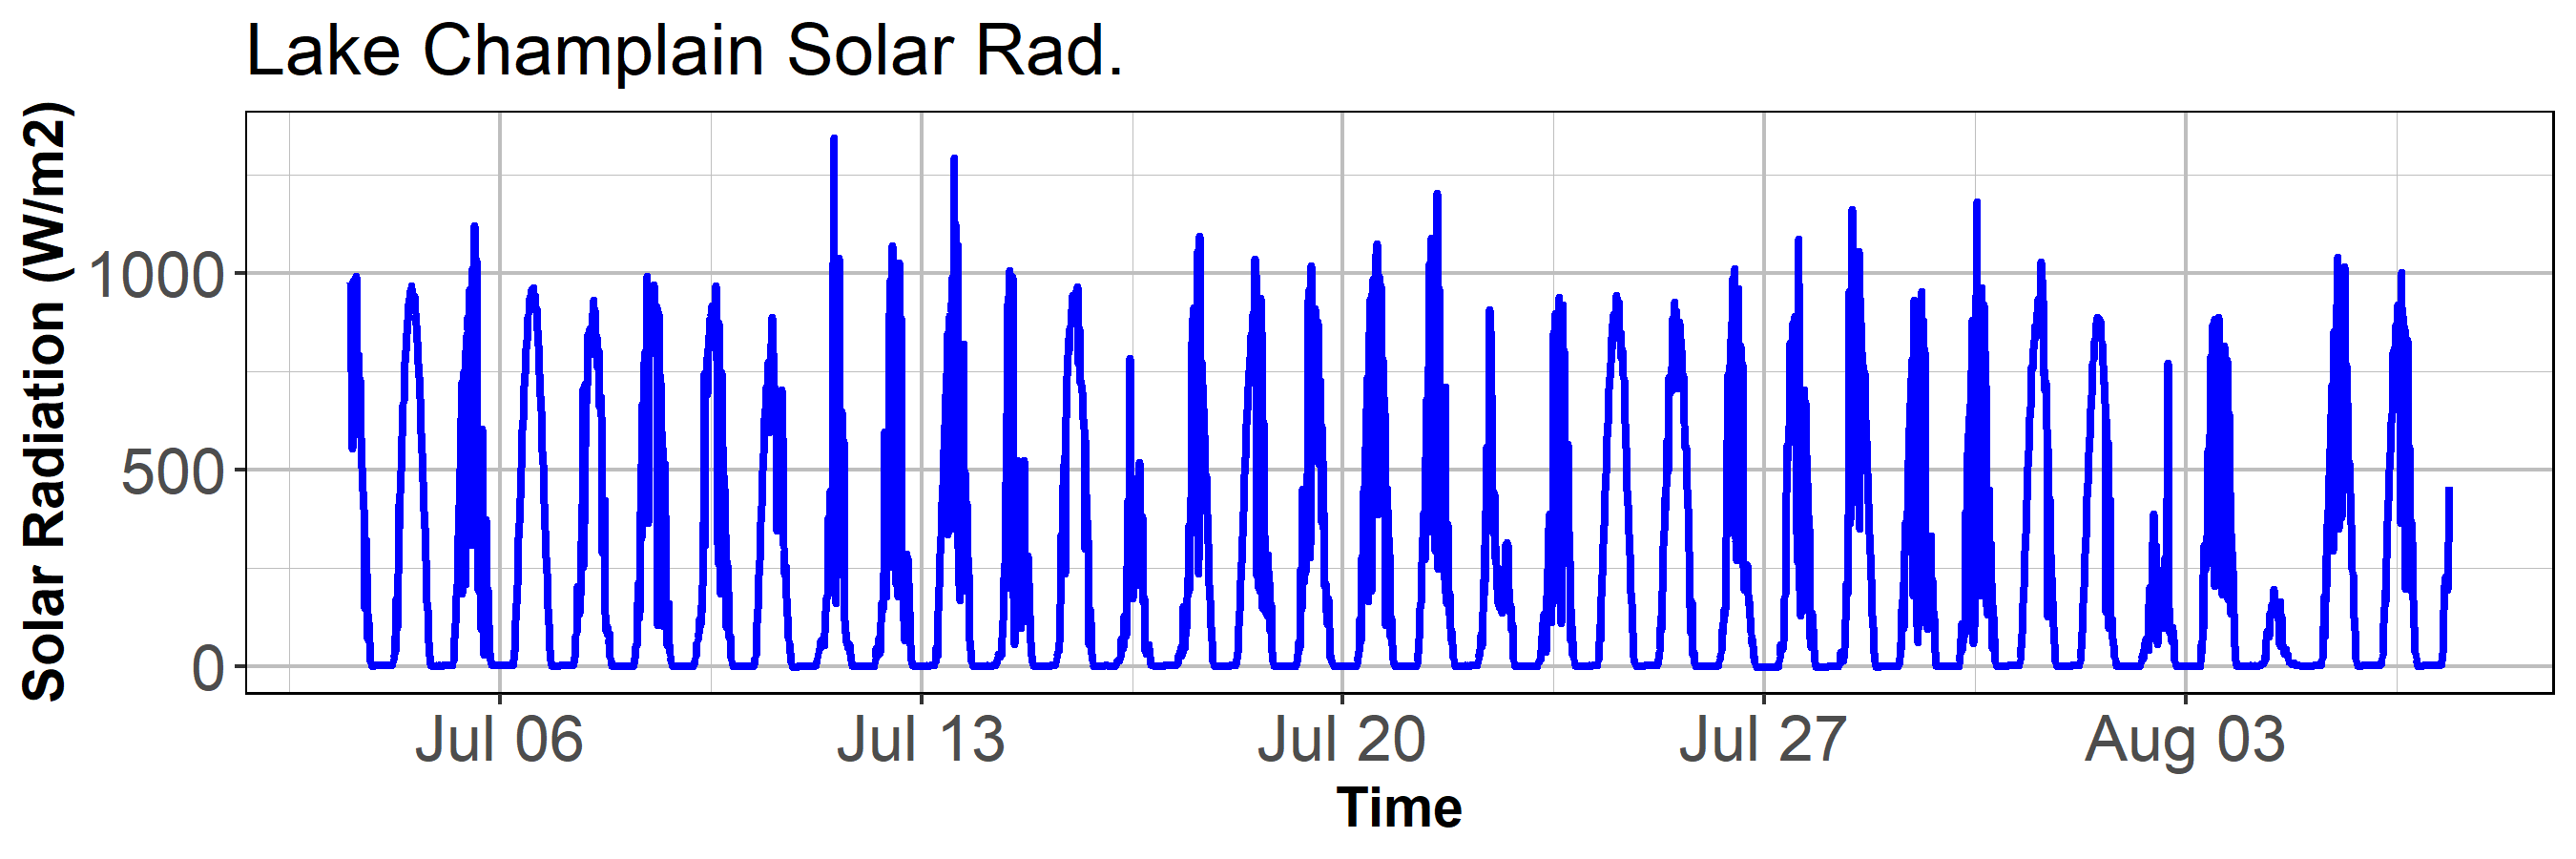 Lake Champlain Solar Rad.
Solar Radiation (W/m2)
1000
500
0
Jul 06
Jul 13
Jul 20
Jul 27
Aug 03
Time